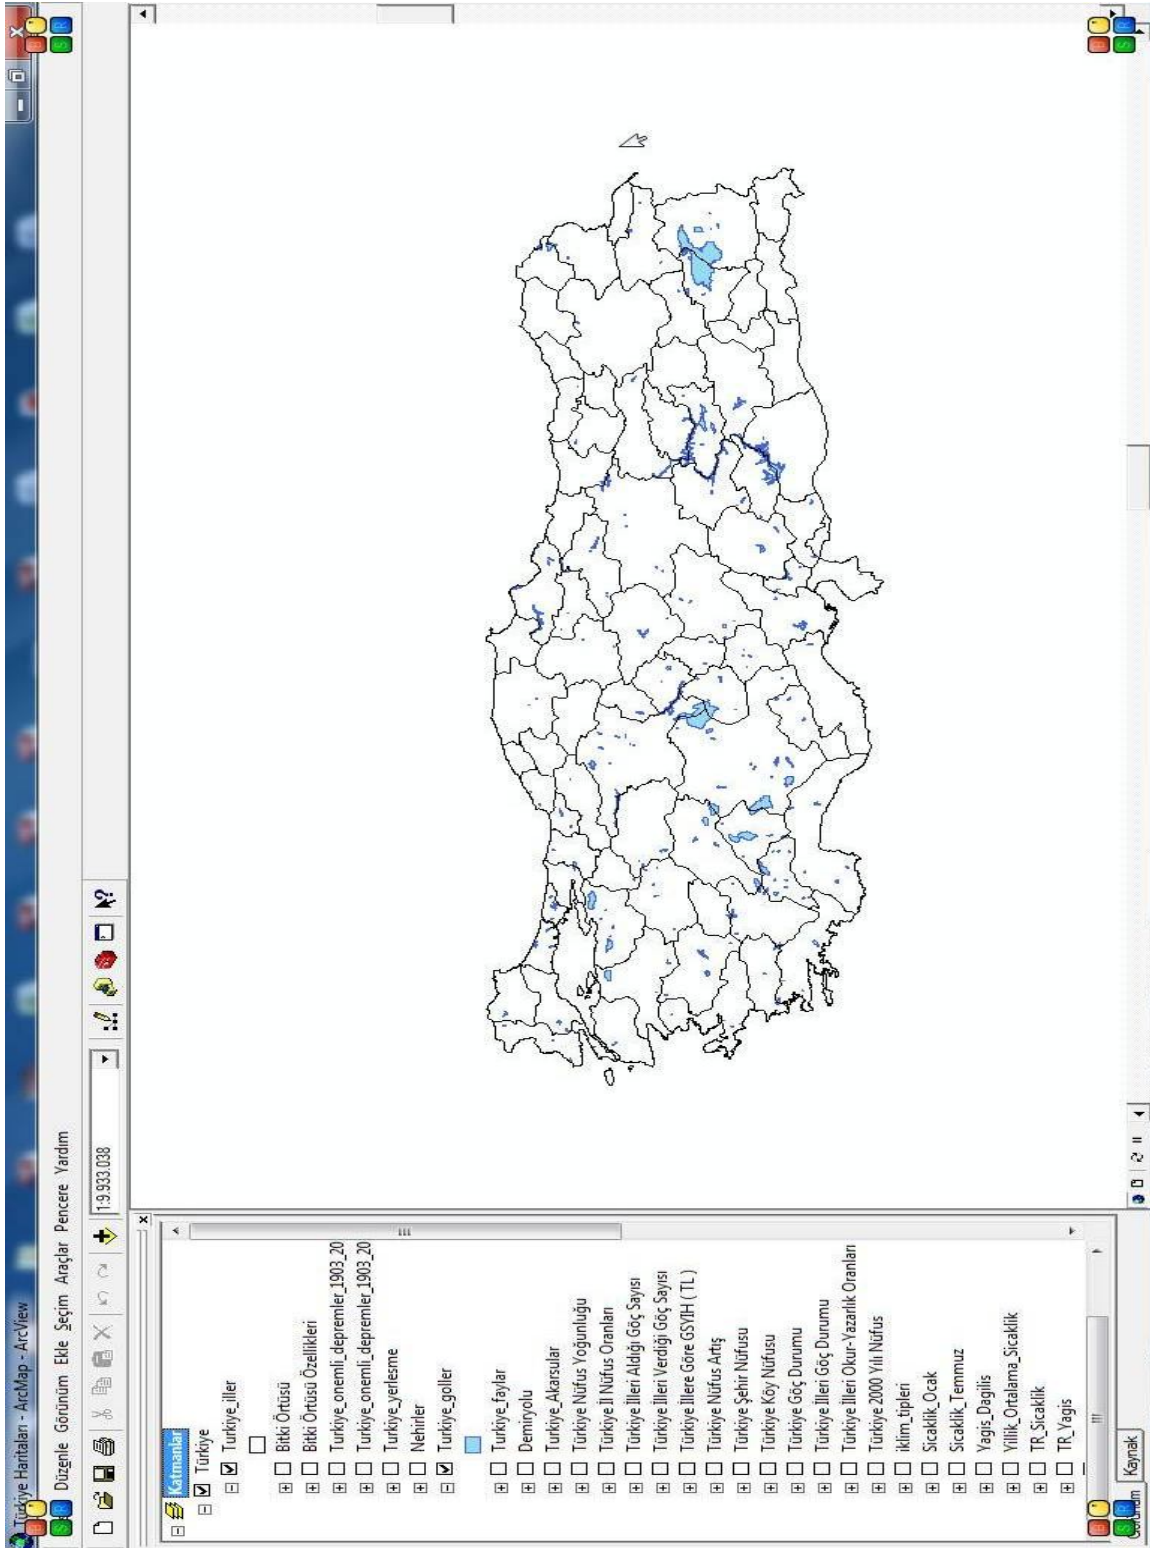 Türkiye Haritaları - ArcMap - ArcView
Düzenle Görünüm Ekle Seçim Araçlar Pencere Yardım
1:9.933.038
Katmanlar
Türkiye
Turkiye_iller
Bitki Örtüsü
Bitki Örtüsü Özellikleri
Turkiye_onemli_depremler_1903_20
Turkiye_onemli_depremler_1903_20
Turkiye_yerlesme
Nehirler
Turkiye_goller
Turkiye_faylar
Demiryolu
Turkiye_Akarsular
Türkiye Nüfus Yoğunluğu
Türkiye İl Nüfus Oranları
Türkiye İlleri Aldığı Göç Sayısı
Türkiye İlleri Verdiği Göç Sayısı
Türkiye İllere Göre GSYIH ( TL )
Türkiye Nüfus Artış
Türkiye Şehir Nüfusu
Türkiye Köy Nüfusu
Türkiye Göç Durumu
Türkiye İlleri Göç Durumu
Türkiye İlleri Okur-Yazarlık Oranları
Türkiye 2000 Yılı Nüfus
iklim_tipleri
Sicaklik_Ocak
Sicaklik_Temmuz
Yagis_Dagilis
Yillik_Ortalama_Sicaklik
TR_Sicaklik
TR_Yagis
Görünüm Kaynak